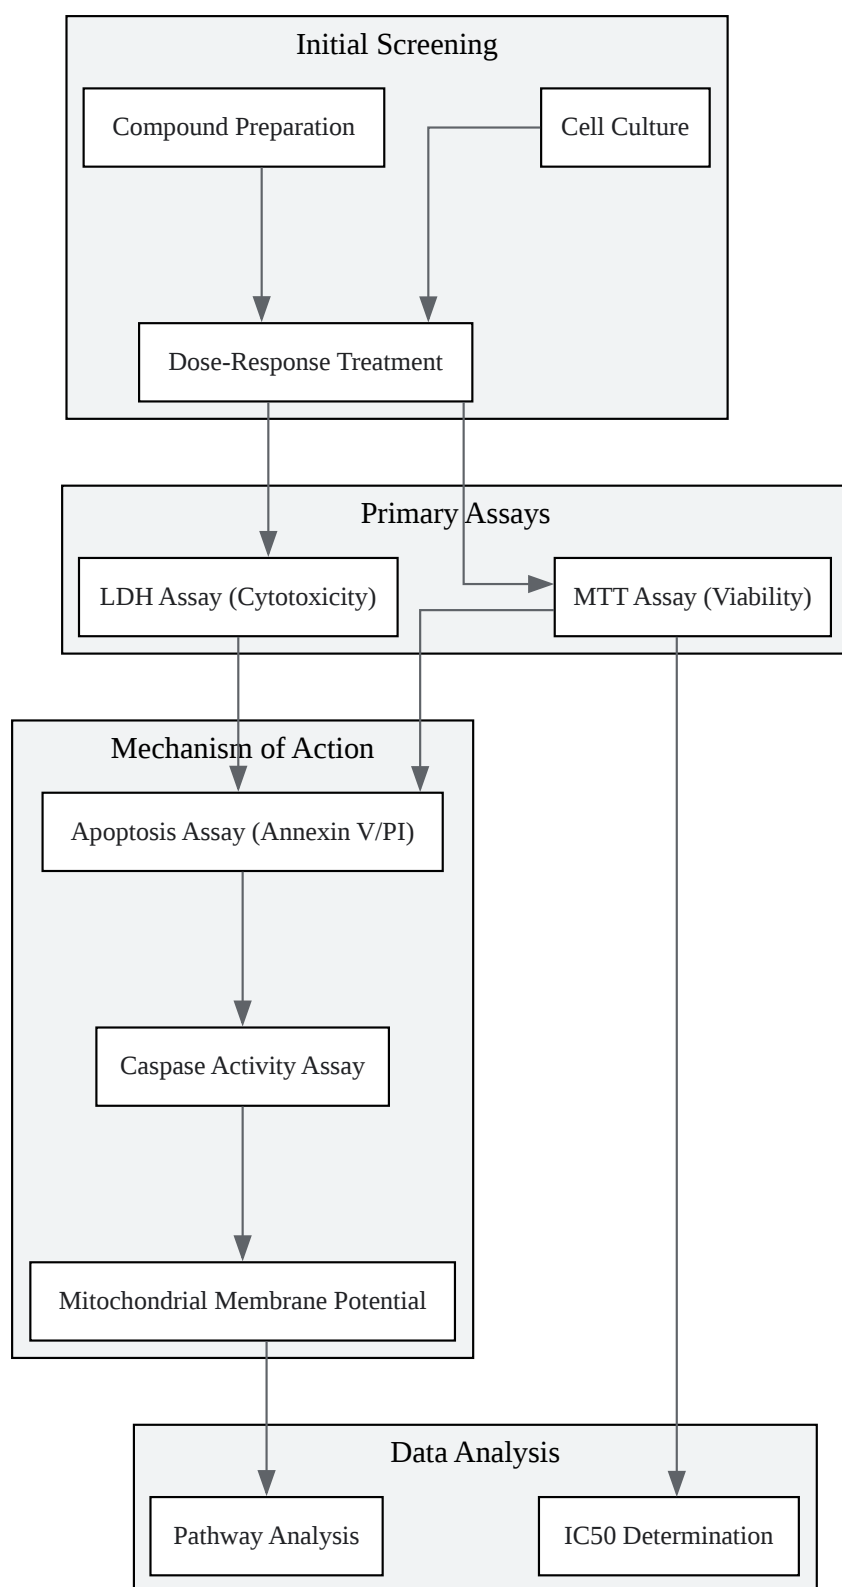 Initial Screening
Compound Preparation
Cell Culture
Dose-Response Treatment
Primary Assays
LDH Assay (Cytotoxicity)
MTT Assay (Viability)
Mechanism of Action
Apoptosis Assay (Annexin V/PI)
Caspase Activity Assay
Mitochondrial Membrane Potential
Data Analysis
Pathway Analysis
IC50 Determination